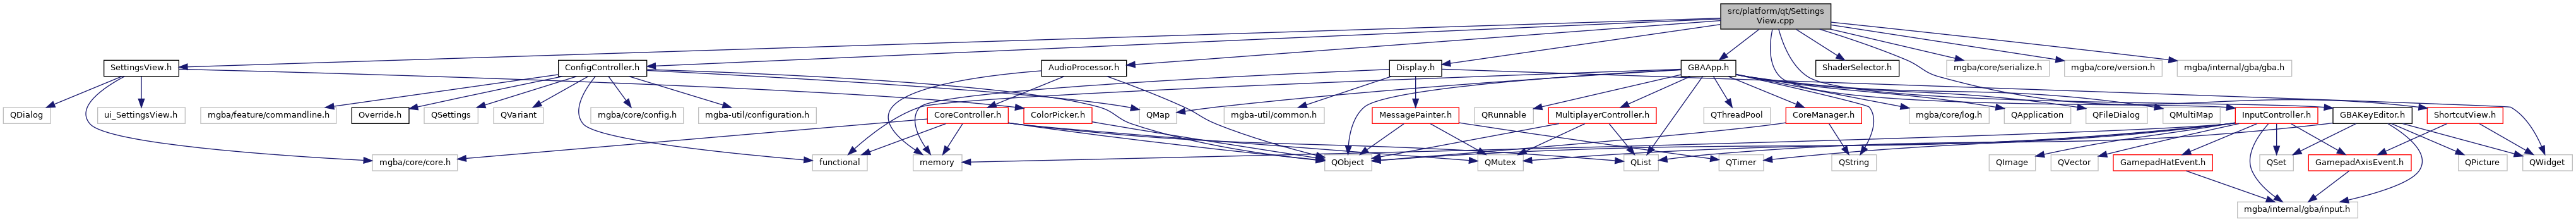 src/platform/qt/Settings
View.cpp
SettingsView.h
ConfigController.h
AudioProcessor.h
Display.h
GBAApp.h
ShaderSelector.h
mgba/core/serialize.h
mgba/core/version.h
mgba/internal/gba/gba.h
QDialog
ui_SettingsView.h
mgba/feature/commandline.h
Override.h
QSettings
QVariant
mgba/core/config.h
mgba-util/configuration.h
CoreController.h
ColorPicker.h
QMap
mgba-util/common.h
MessagePainter.h
QRunnable
MultiplayerController.h
QThreadPool
CoreManager.h
mgba/core/log.h
QApplication
QFileDialog
QMultiMap
InputController.h
GBAKeyEditor.h
ShortcutView.h
mgba/core/core.h
functional
memory
QObject
QMutex
QList
QTimer
QString
QImage
QVector
GamepadHatEvent.h
QSet
GamepadAxisEvent.h
QPicture
QWidget
mgba/internal/gba/input.h